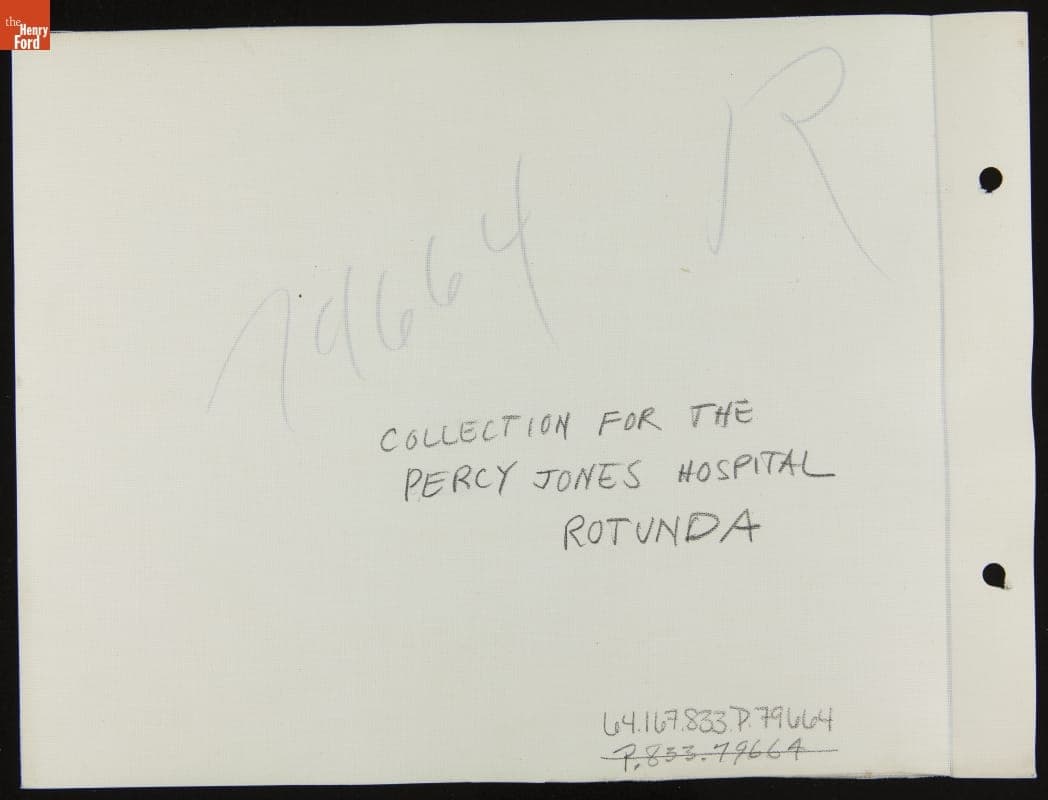 the Henry Ford
R
79664
COLLECTION FOR THE
PERCY JONES HOSPITAL
ROTUNDA
64.167.833.P.79664
P.833.79664